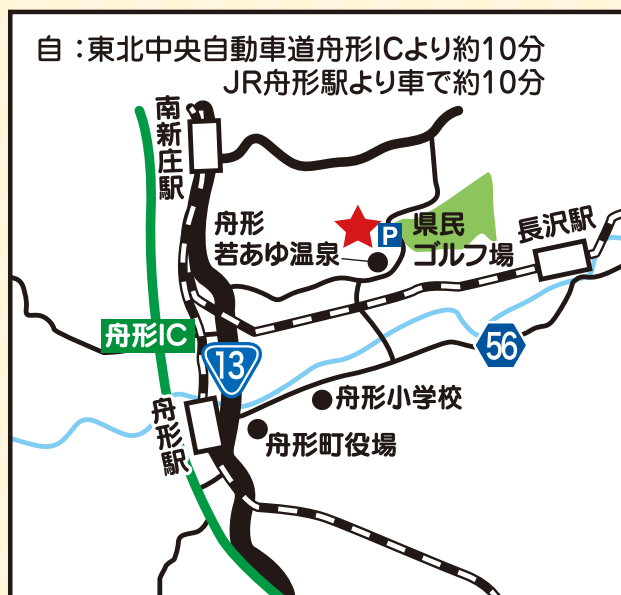 自：東北中央自動車道舟形ICより約10分
JR舟形駅より車で約10分
南新庄駅
舟形
若あゆ温泉
P
県民
ゴルフ場
長沢駅
舟形IC
13
56
舟形小学校
舟形駅
舟形町役場